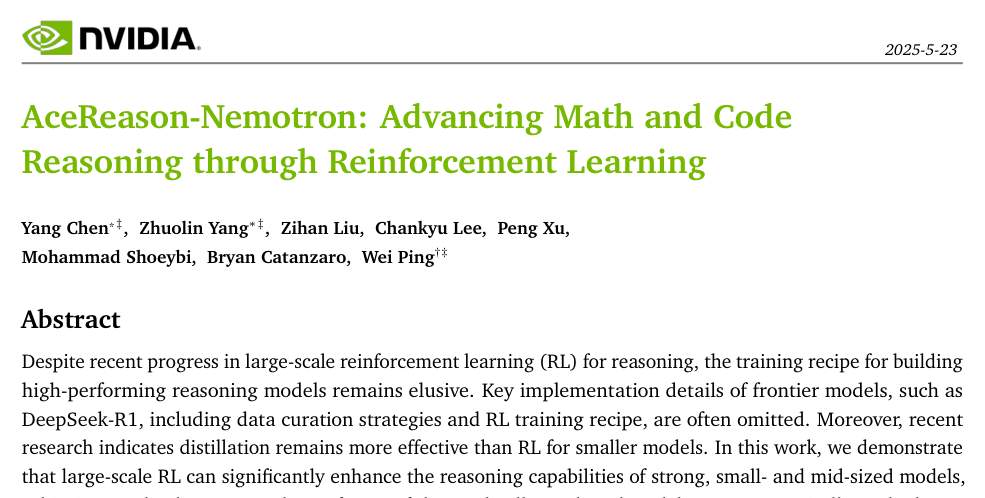 NVIDIA.
2025-5-23
AceReason-Nemotron: Advancing Math and Code
Reasoning through Reinforcement Learning
Yang Chen*‡, Zhuolin Yang*‡, Zihan Liu, Chankyu Lee, Peng Xu,
Mohammad Shoeybi, Bryan Catanzaro, Wei Ping†‡
Abstract
Despite recent progress in large-scale reinforcement learning (RL) for reasoning, the training recipe for building
high-performing reasoning models remains elusive. Key implementation details of frontier models, such as
DeepSeek-R1, including data curation strategies and RL training recipe, are often omitted. Moreover, recent
research indicates distillation remains more effective than RL for smaller models. In this work, we demonstrate
that large-scale RL can significantly enhance the reasoning capabilities of strong, small- and mid-sized models,